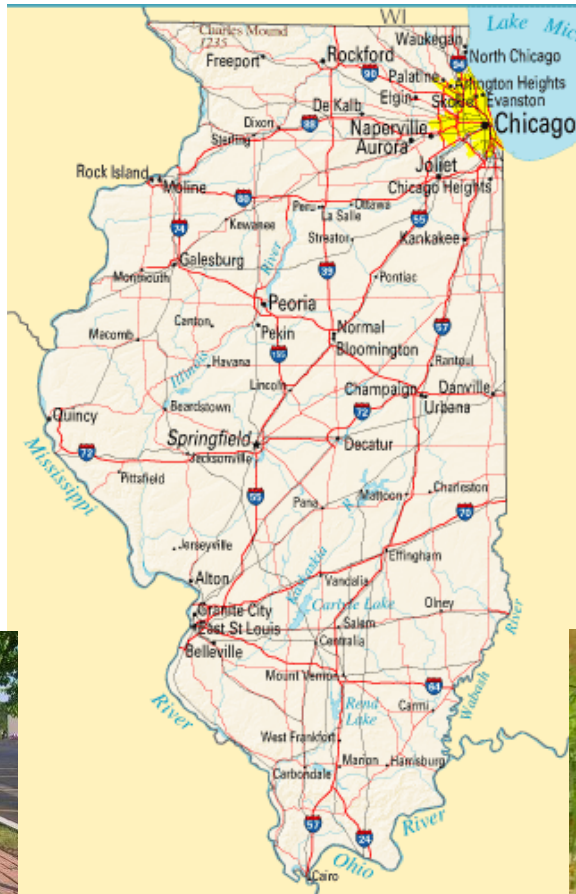 WI
Lake Mic
Charles Mound
1235
Waukegan
North Chicago
Freeport
Rockford
94
90
Palatine
Arlington Heights
Elgin
Skokie
Evanston
De Kalb
Chicago
Dixon
88
Naperville
Sterling
Aurora
Joliet
Rock Island
Moline
Chicago Heights
80
Peru
Ottawa
La Salle
55
74
Kewanee
Streator
Kankakee
Galesburg
River
39
Monmouth
Pontiac
Peoria
57
Canton
Pekin
Normal
Macomb
Bloomington
155
Rantoul
Havana
Illinois
Lincoln
Champaign
Danville
Urbana
72
Beardstown
Quincy
Springfield
Decatur
72
Jacksonville
Mississippi
Pittsfield
55
Mattoon
Charleston
Pana
R
70
Jerseyville
Effingham
Kaskaskia
Alton
Vandalia
Granite City
Carlyle Lake
Olney
East St Louis
Salem
River
Belleville
Centralia
Mount Vernon
64
Wabash
River
Rend
Lake
Carmi
West Frankfort
Marion
Harrisburg
Carbondale
57
24
River
Ohio
Cairo